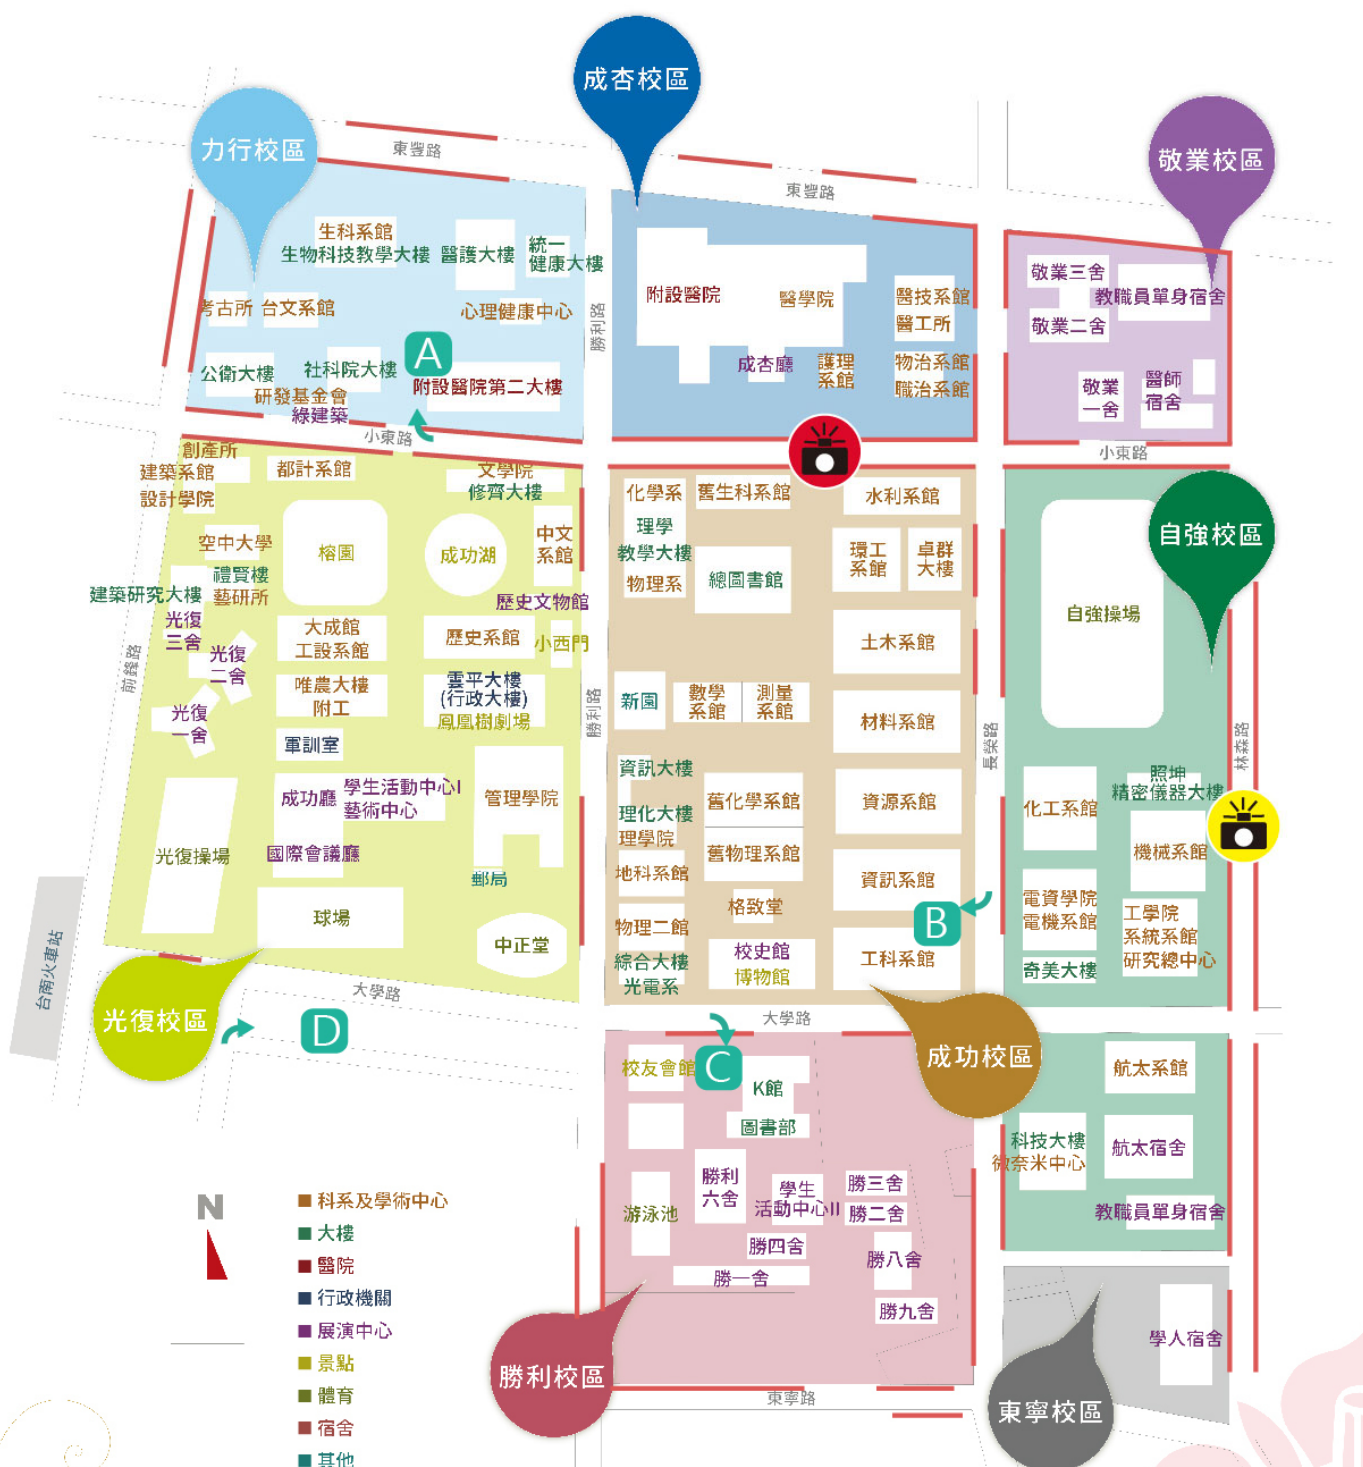 成杏校區
力行校區
敬業校區
東豐路
東豐路
生科系館
生物科技教學大樓
醫護大樓
統一
健康大樓
考古所
台文系館
心理健康中心
公衛大樓
社科院大樓
A
研發基金會
附設醫院第二大樓
綠建築
小東路
勝利路
附設醫院
醫學院
醫技系館
醫工所
成杏廳
護理
系館
物治系館
職治系館
敬業三舍
教職員單身宿舍
敬業二舍
敬業
一舍
醫師
宿舍
小東路
創產所
建築系館
設計學院
都計系館
文學院
修齊大樓
空中大學
榕園
成功湖
中文
系館
禮賢樓
建築研究大樓
藝研所
歷史文物館
光復
三舍
大成館
工設系館
歷史系館
小西門
光復
二舍
唯農大樓
附工
雲平大樓
(行政大樓)
鳳凰樹劇場
光復
一舍
軍訓室
前鋒路
成功廳
學生活動中心I
藝術中心
管理學院
光復操場
國際會議廳
郵局
球場
中正堂
台南火車站
光復校區
大學路
D
勝利路
化學系
舊生科系館
水利系館
理學
教學大樓
物理系
總圖書館
環工
系館
卓群
大樓
土木系館
新園
數學
系館
測量
系館
材料系館
資訊大樓
舊化學系館
資源系館
理化大樓
理學院
舊物理系館
地科系館
資訊系館
格致堂
物理二館
B
校史館
博物館
綜合大樓
光電系
工科系館
大學路
成功校區
長榮路
自強校區
自強操場
林森路
照坤
精密儀器大樓
化工系館
機械系館
電資學院
電機系館
工學院
系統系館
研究總中心
奇美大樓
校友會館
C
K館
圖書部
勝利
六舍
學生
活動中心II
勝三舍
勝二舍
游泳池
勝四舍
勝八舍
勝一舍
勝九舍
勝利校區
東寧路
航太系館
科技大樓
微奈米中心
航太宿舍
教職員單身宿舍
學人宿舍
東寧校區
N
科系及學術中心
大樓
醫院
行政機關
展演中心
景點
體育
宿舍
其他